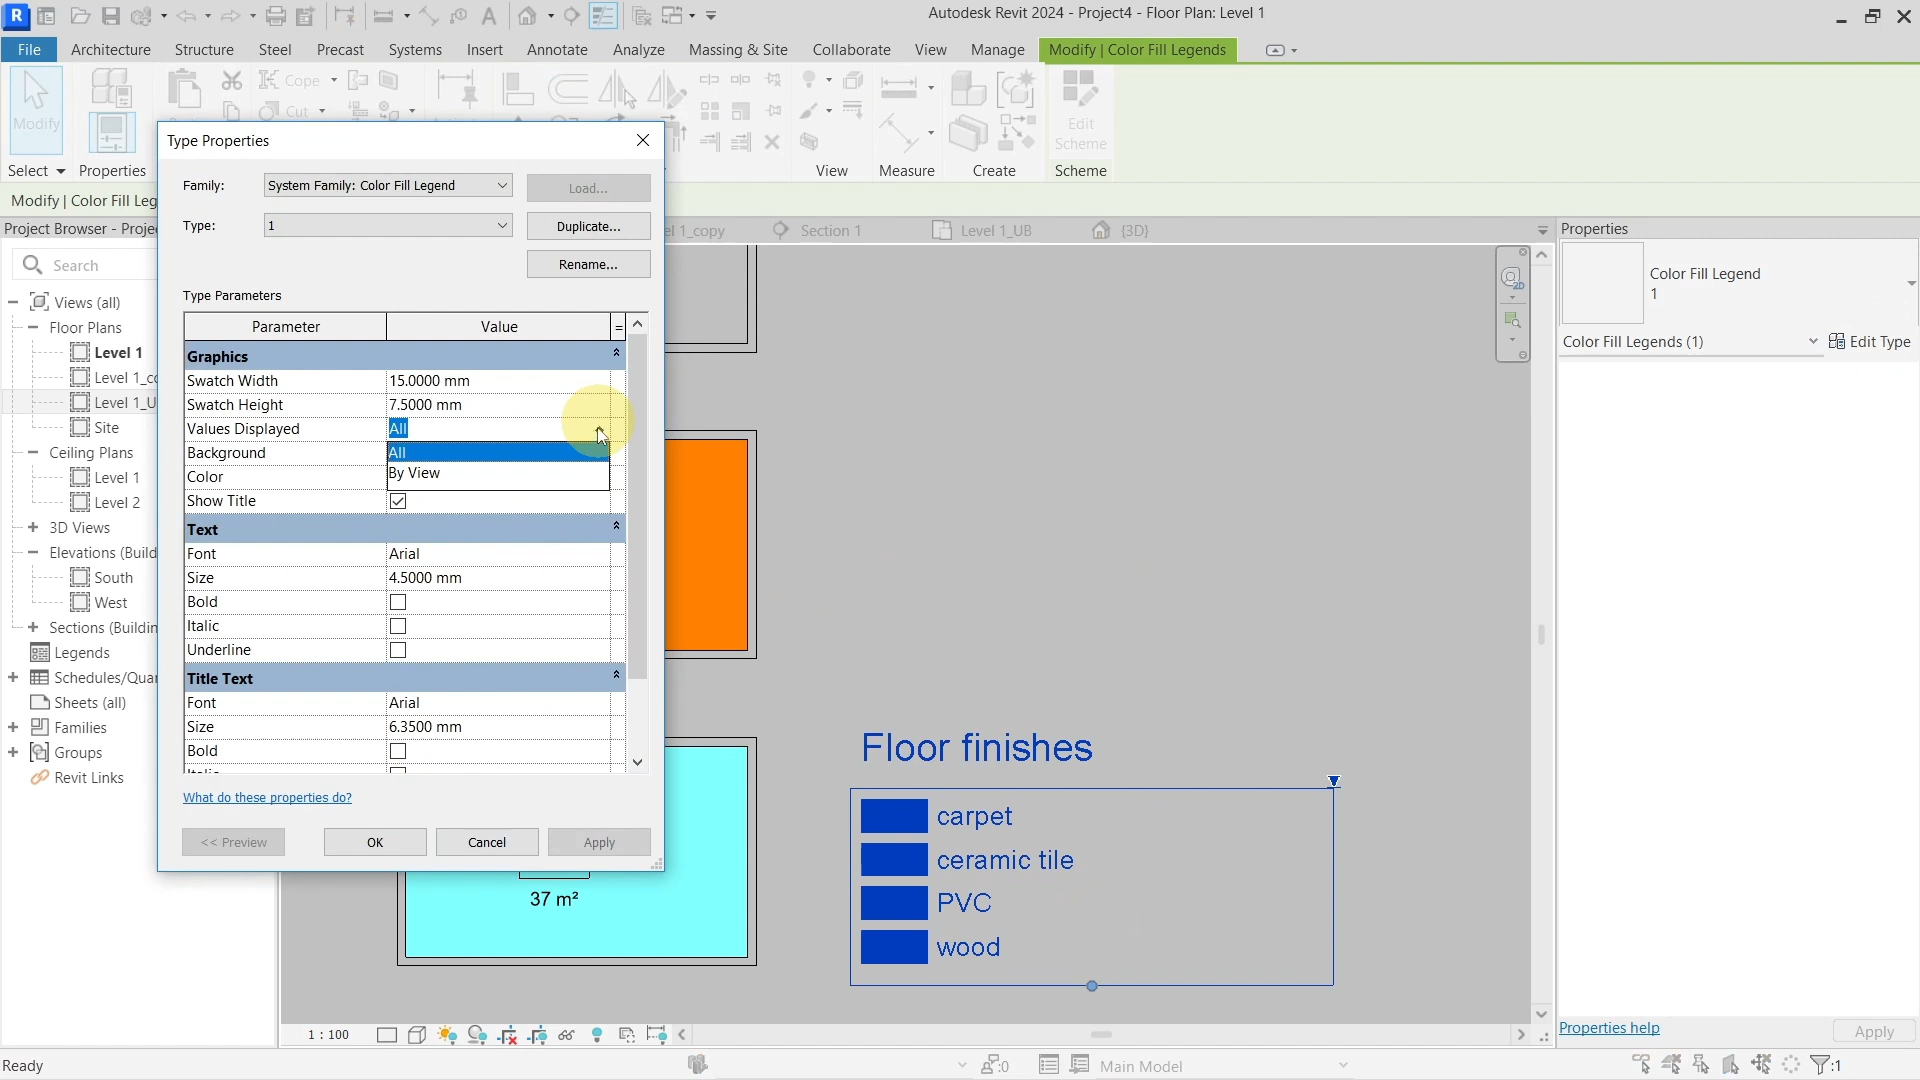 Autodesk Revit 2024 - Project4 - Floor Plan: Level 1
File Architecture Structure Steel Precast Systems Insert Annotate Analyze Massing & Site Collaborate View Manage Modify | Color Fill Legends
Modify
Cope
Cut
Edit
Scheme
Select Properties View Measure Create Scheme
Modify | Color Fill Leg
Project Browser - Proje
Search
Views (all)
Floor Plans
Level 1
Level 1_co
Level 1_U
Site
Ceiling Plans
Level 1
Level 2
3D Views
Elevations (Build
South
West
Sections (Buildin
Legends
Schedules/Quar
Sheets (all)
Families
Groups
Revit Links
Type Properties
Family: System Family: Color Fill Legend Load...
Type: 1 Duplicate...
Rename...
Type Parameters
Parameter Value =
Graphics
Swatch Width 15.0000 mm
Swatch Height 7.5000 mm
Values Displayed All
Background All
By View
Color
Show Title
Text
Font Arial
Size 4.5000 mm
Bold
Italic
Underline
Title Text
Font Arial
Size 6.3500 mm
Bold
Italic
What do these properties do?
<< Preview OK Cancel Apply
el 1_copy Section 1 Level 1_UB {3D}
2D
37 m²
Floor finishes
carpet
ceramic tile
PVC
wood
Properties
Color Fill Legend
1
Color Fill Legends (1) Edit Type
Properties help Apply
1 : 100
Ready :0 Main Model :1